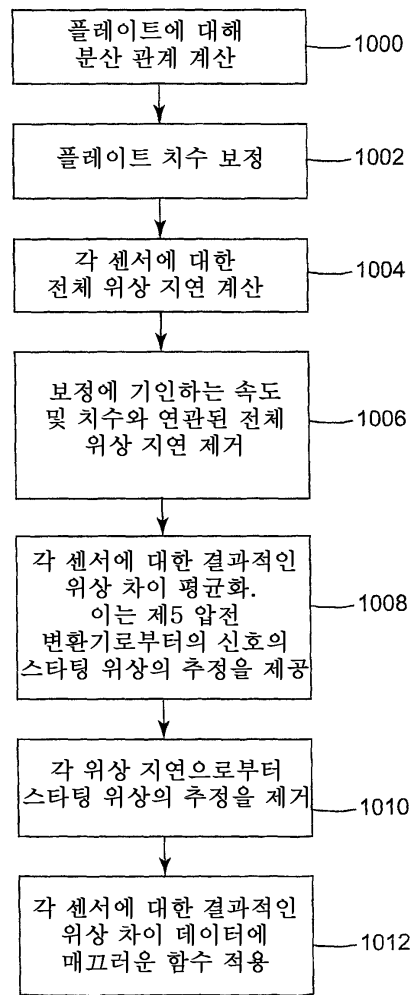 플레이트에 대해
분산 관계 계산
1000
플레이트 치수 보정
1002
각 센서에 대한
전체 위상 지연 계산
1004
보정에 기인하는 속도
및 치수와 연관된 전체
위상 지연 제거
1006
각 센서에 대한 결과적인
위상 차이 평균화.
이는 제5 압전
변환기로부터의 신호의
스타팅 위상의 추정을 제공
1008
각 위상 지연으로부터
스타팅 위상의 추정을 제거
1010
각 센서에 대한 결과적인
위상 차이 데이터에
매끄러운 함수 적용
1012